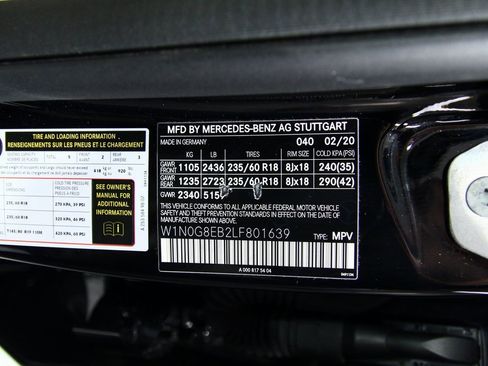 TIRE AND LOADING INFORMATION
RENSEIGNEMENTS SUR LES PNEUS ET LE CHARGEMENT
SEE OWNER'S
MANUAL FOR
ADDITIONAL
INFORMATION
MFD BY MERCEDES-BENZ AG STUTTGART
MADE IN GERMANY 040 02/20
KG LB TIRES RIM SIZE COLD KPA (PSI)
GAWR FRONT 1105 2436 235/60 R18 8Jx18 240(35)
GAWR REAR 1235 2723 235/60 R18 8Jx18 290(42)
GVWR 2340 515
THIS VEHICLE CONFORMS TO ALL APPLICABLE FEDERAL MOTOR VEHICLE
SAFETY AND THEFT PREVENTION STANDARDS IN EFFECT
ON THE DATE OF MANUFACTURE SHOWN ABOVE.
W1N0G8EB2LF801639 TYPE: MPV
A 000 817 54 04